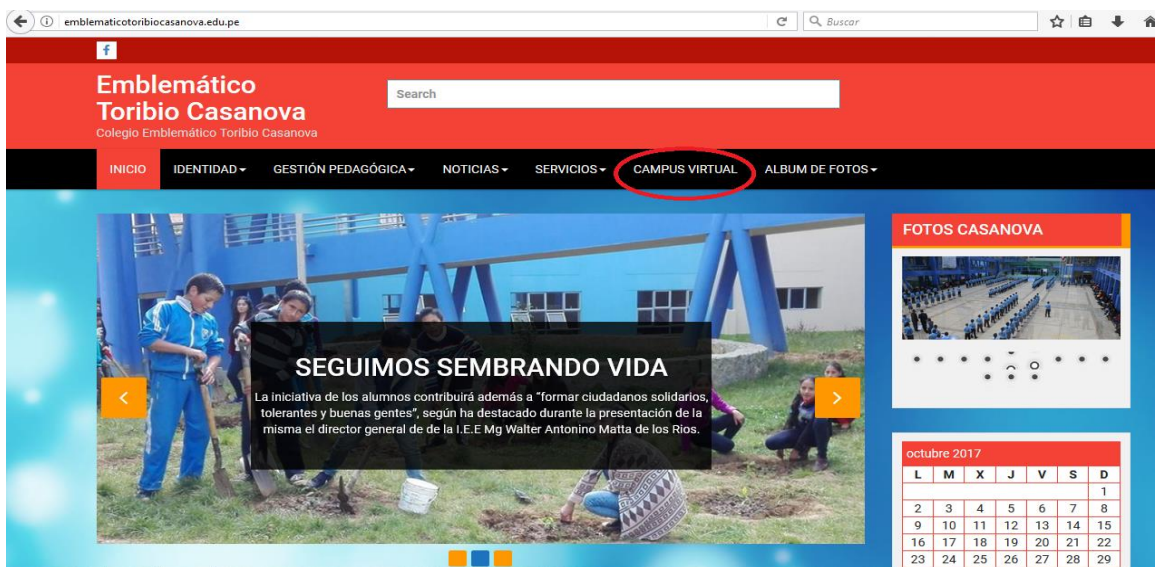 emblematicotoribiocasanova.edu.pe
Buscar
f
Emblemático
Toribio Casanova
Colegio Emblemático Toribio Casanova
Search
INICIO IDENTIDAD GESTIÓN PEDAGÓGICA NOTICIAS SERVICIOS CAMPUS VIRTUAL ALBUM DE FOTOS
SEGUIMOS SEMBRANDO VIDA
La iniciativa de los alumnos contribuirá además a "formar ciudadanos solidarios,
tolerantes y buenas gentes", según ha destacado durante la presentación de la
misma el director general de de la I.E.E Mg Walter Antonino Matta de los Rios.
FOTOS CASANOVA
octubre 2017
L M X J V S D
1
2 3 4 5 6 7 8
9 10 11 12 13 14 15
16 17 18 19 20 21 22
23 24 25 26 27 28 29